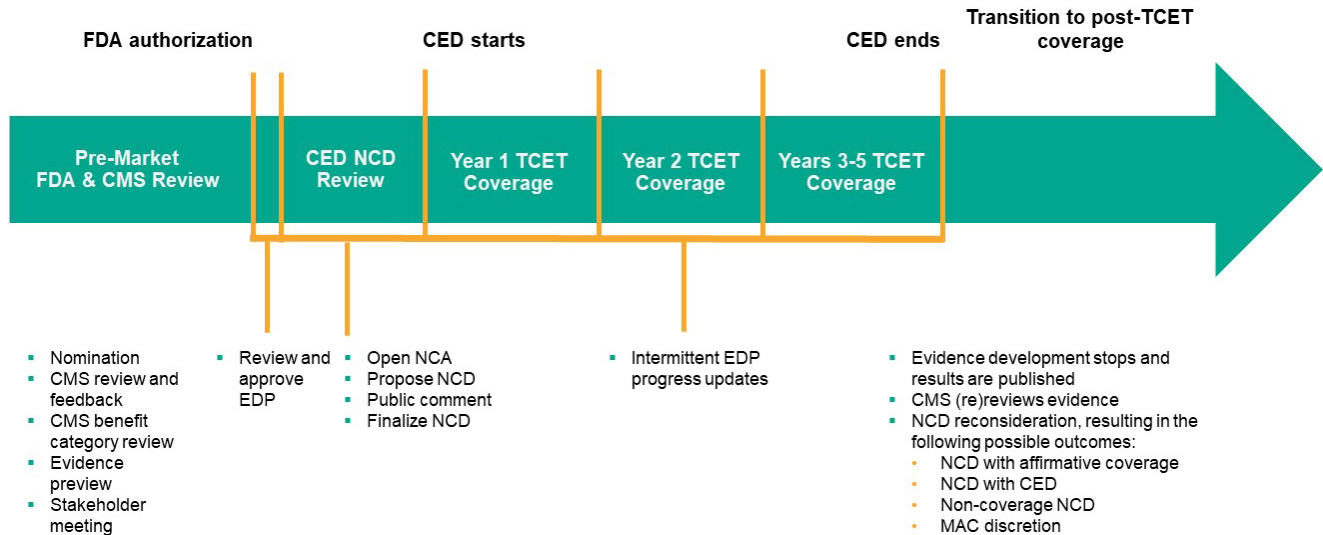 FDA authorization
CED starts
CED ends
Transition to post-TCET
coverage
Pre-Market
FDA & CMS Review
CED NCD
Review
Year 1 TCET
Coverage
Year 2 TCET
Coverage
Years 3-5 TCET
Coverage
Nomination
CMS review and
feedback
CMS benefit
category review
Evidence
preview
Stakeholder
meeting
Review and
approve
EDP
Open NCA
Propose NCD
Public comment
Finalize NCD
Intermittent EDP
progress updates
Evidence development stops and
results are published
CMS (re)reviews evidence
NCD reconsideration, resulting in the
following possible outcomes:
NCD with affirmative coverage
NCD with CED
Non-coverage NCD
MAC discretion